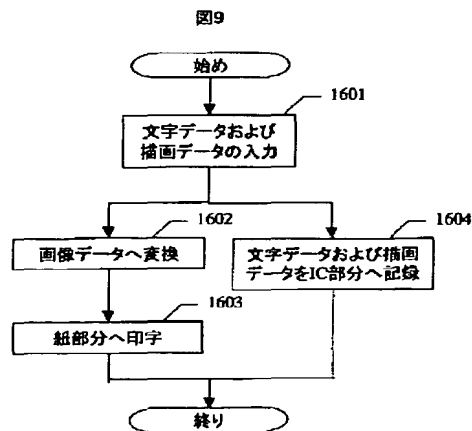 図9
始め
1601
文字データおよび
描画データの入力
1602
画像データへ変換
1604
文字データおよび描画
データをIC部分へ記録
1603
紙部分へ印字
終り